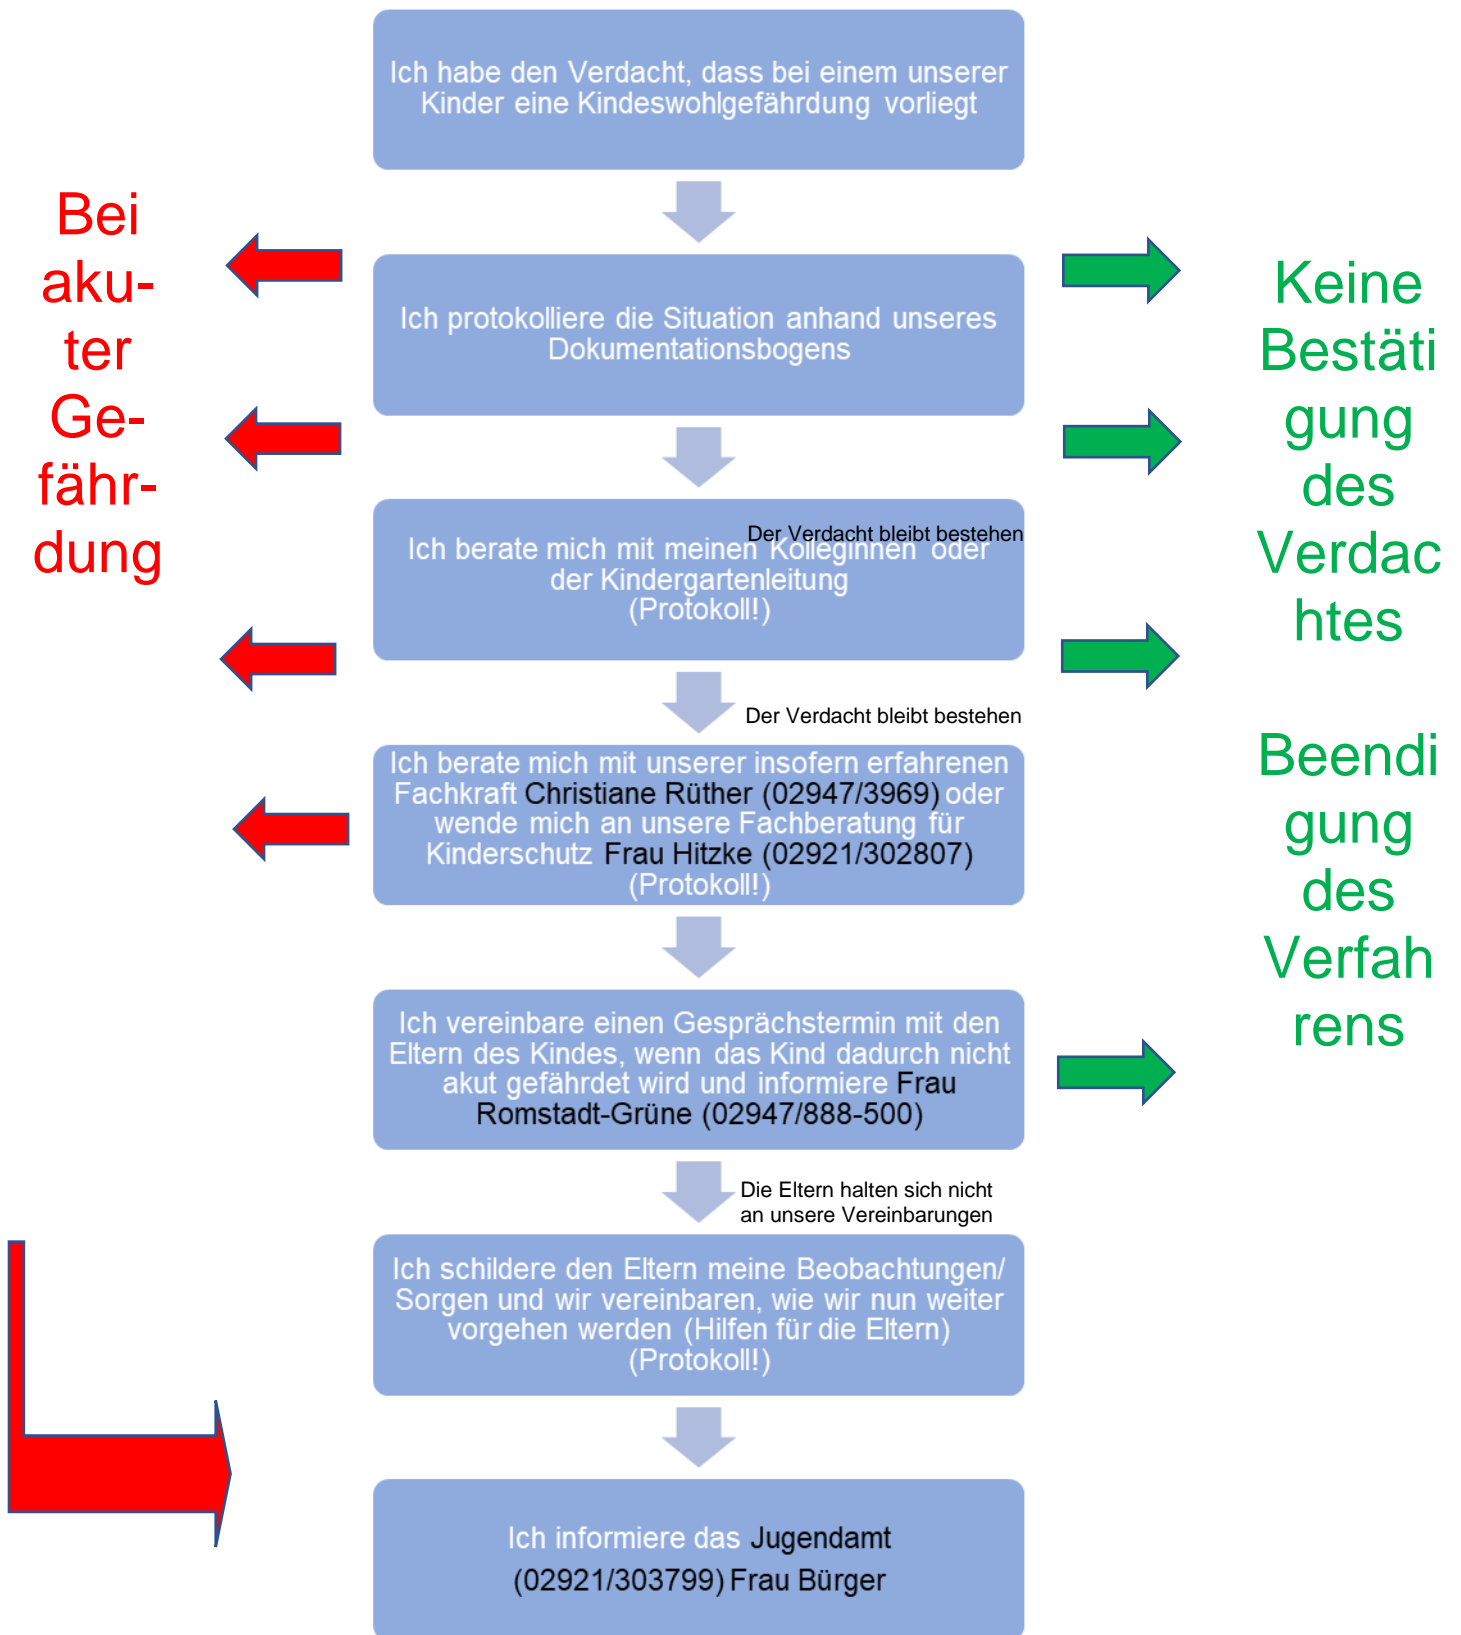 Ich habe den Verdacht, dass bei einem unserer
Kinder eine Kindeswohlgefährdung vorliegt
Bei
aku-
ter
Ge-
fähr-
dung
Keine
Bestäti
gung
des
Verdac
htes
Beendi
gung
des
Verfah
rens
Ich protokolliere die Situation anhand unseres
Dokumentationsbogens
Der Verdacht bleibt bestehen
Ich berate mich mit meinen Kolleginnen oder
der Kindergartenleitung
(Protokoll!)
Der Verdacht bleibt bestehen
Ich berate mich mit unserer insofern erfahrenen
Fachkraft Christiane Rüther (02947/3969) oder
wende mich an unsere Fachberatung für
Kinderschutz Frau Hitzke (02921/302807)
(Protokoll!)
Ich vereinbare einen Gesprächstermin mit den
Eltern des Kindes, wenn das Kind dadurch nicht
akut gefährdet wird und informiere Frau
Romstadt-Grüne (02947/888-500)
Die Eltern halten sich nicht
an unsere Vereinbarungen
Ich schildere den Eltern meine Beobachtungen/
Sorgen und wir vereinbaren, wie wir nun weiter
vorgehen werden (Hilfen für die Eltern)
(Protokoll!)
Ich informiere das Jugendamt
(02921/303799) Frau Bürger